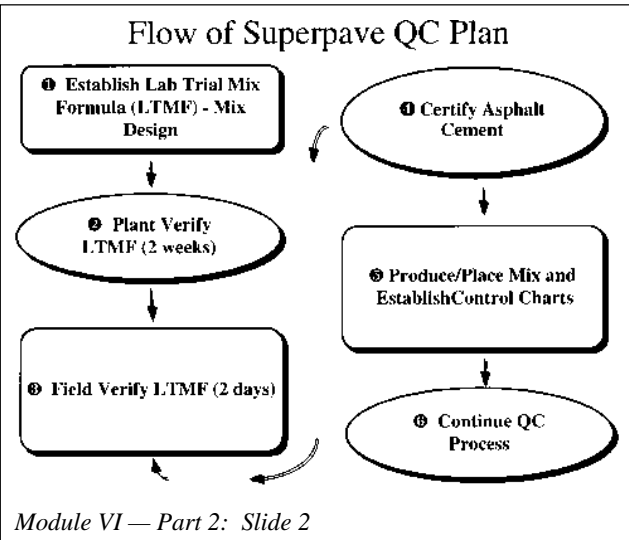 Flow of Superpave QC Plan
❶ Establish Lab Trial Mix
Formula (LTMF) - Mix
Design
❷ Plant Verify
LTMF (2 weeks)
❸ Field Verify LTMF (2 days)
❹ Certify Asphalt
Cement
❺ Produce/Place Mix and
EstablishControl Charts
❻ Continue QC
Process
Module VI — Part 2: Slide 2